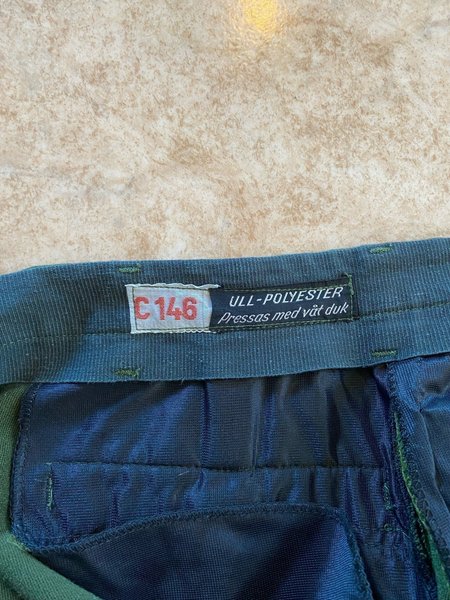 C 146
ULL-POLYESTER
Pressas med våt duk